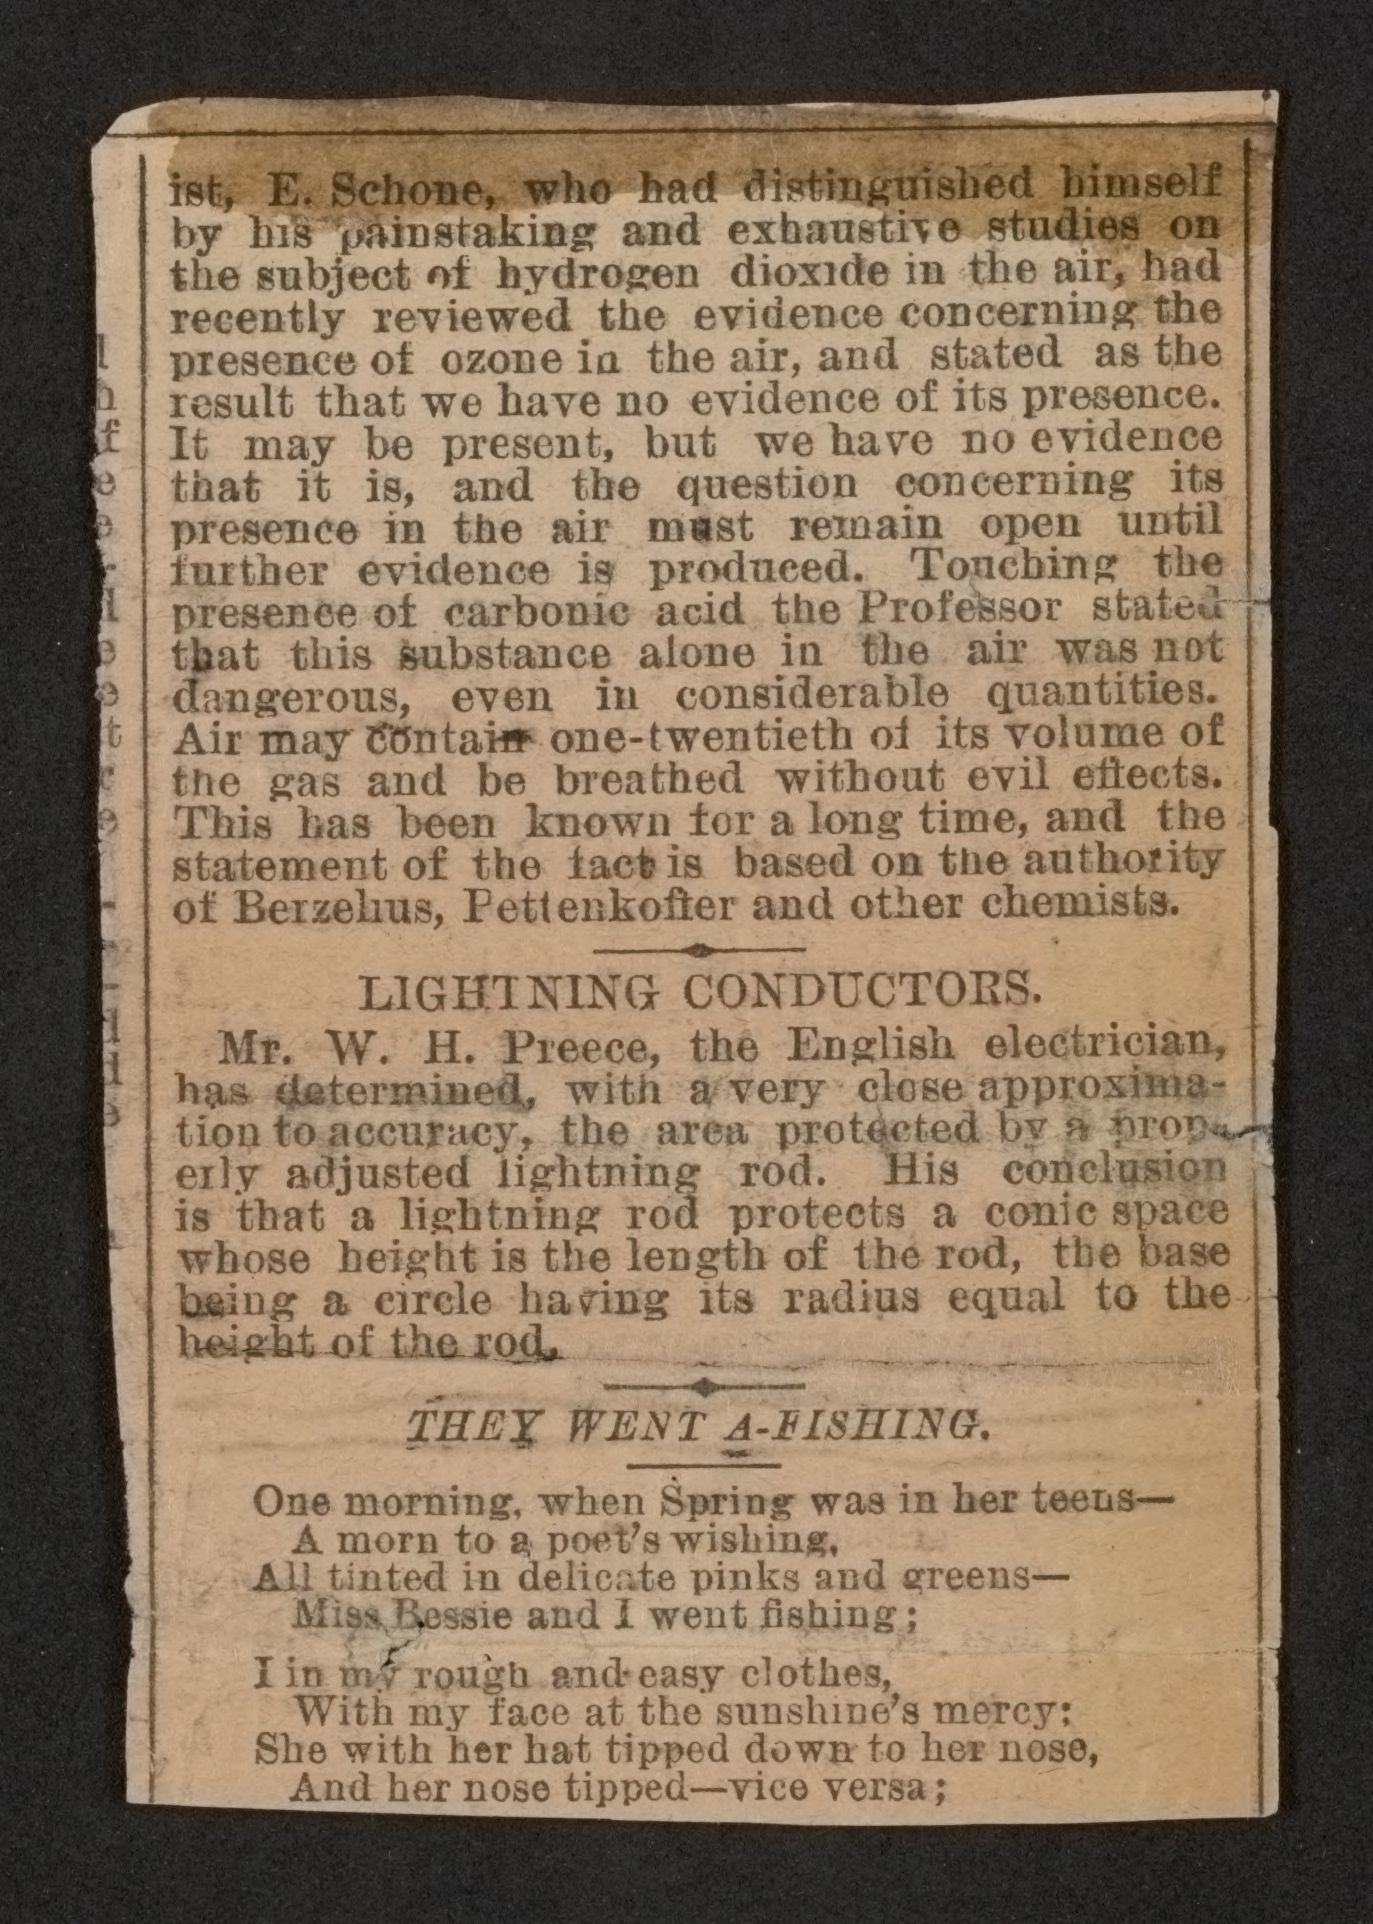 ist, E. Schone, who had distinguished himself
by his painstaking and exhaustive studies on
the subject of hydrogen dioxide in the air, had
recently reviewed the evidence concerning the
presence of ozone in the air, and stated as the
result that we have no evidence of its presence.
It may be present, but we have no evidence
that it is, and the question concerning its
presence in the air must remain open until
further evidence is produced. Touching the
presence of carbonic acid the Professor stated
that this substance alone in the air was not
dangerous, even in considerable quantities.
Air may contain one-twentieth of its volume of
the gas and be breathed without evil effects.
This has been known for a long time, and the
statement of the fact is based on the authority
of Berzelius, Pettenkoffer and other chemists.
LIGHTNING CONDUCTORS.
Mr. W. H. Preece, the English electrician,
has determined, with a very close approxima-
tion to accuracy, the area protected by a prop-
erly adjusted lightning rod. His conclusion
is that a lightning rod protects a conic space
whose height is the length of the rod, the base
being a circle having its radius equal to the
height of the rod.
THEY WENT A-FISHING.
One morning, when Spring was in her teens—
A morn to a poet's wishing,
All tinted in delicate pinks and greens—
Miss Bessie and I went fishing;
I in my rough and easy clothes,
With my face at the sunshine's mercy;
She with her hat tipped down to her nose,
And her nose tipped—vice versa;